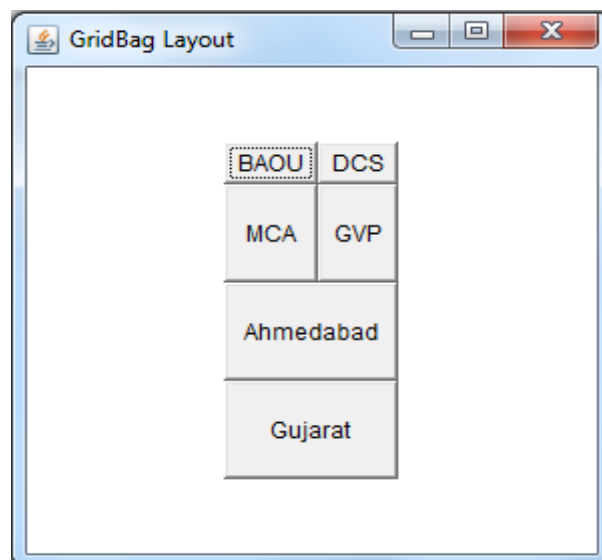 GridBag Layout
BAOU DCS
MCA GVP
Ahmedabad
Gujarat